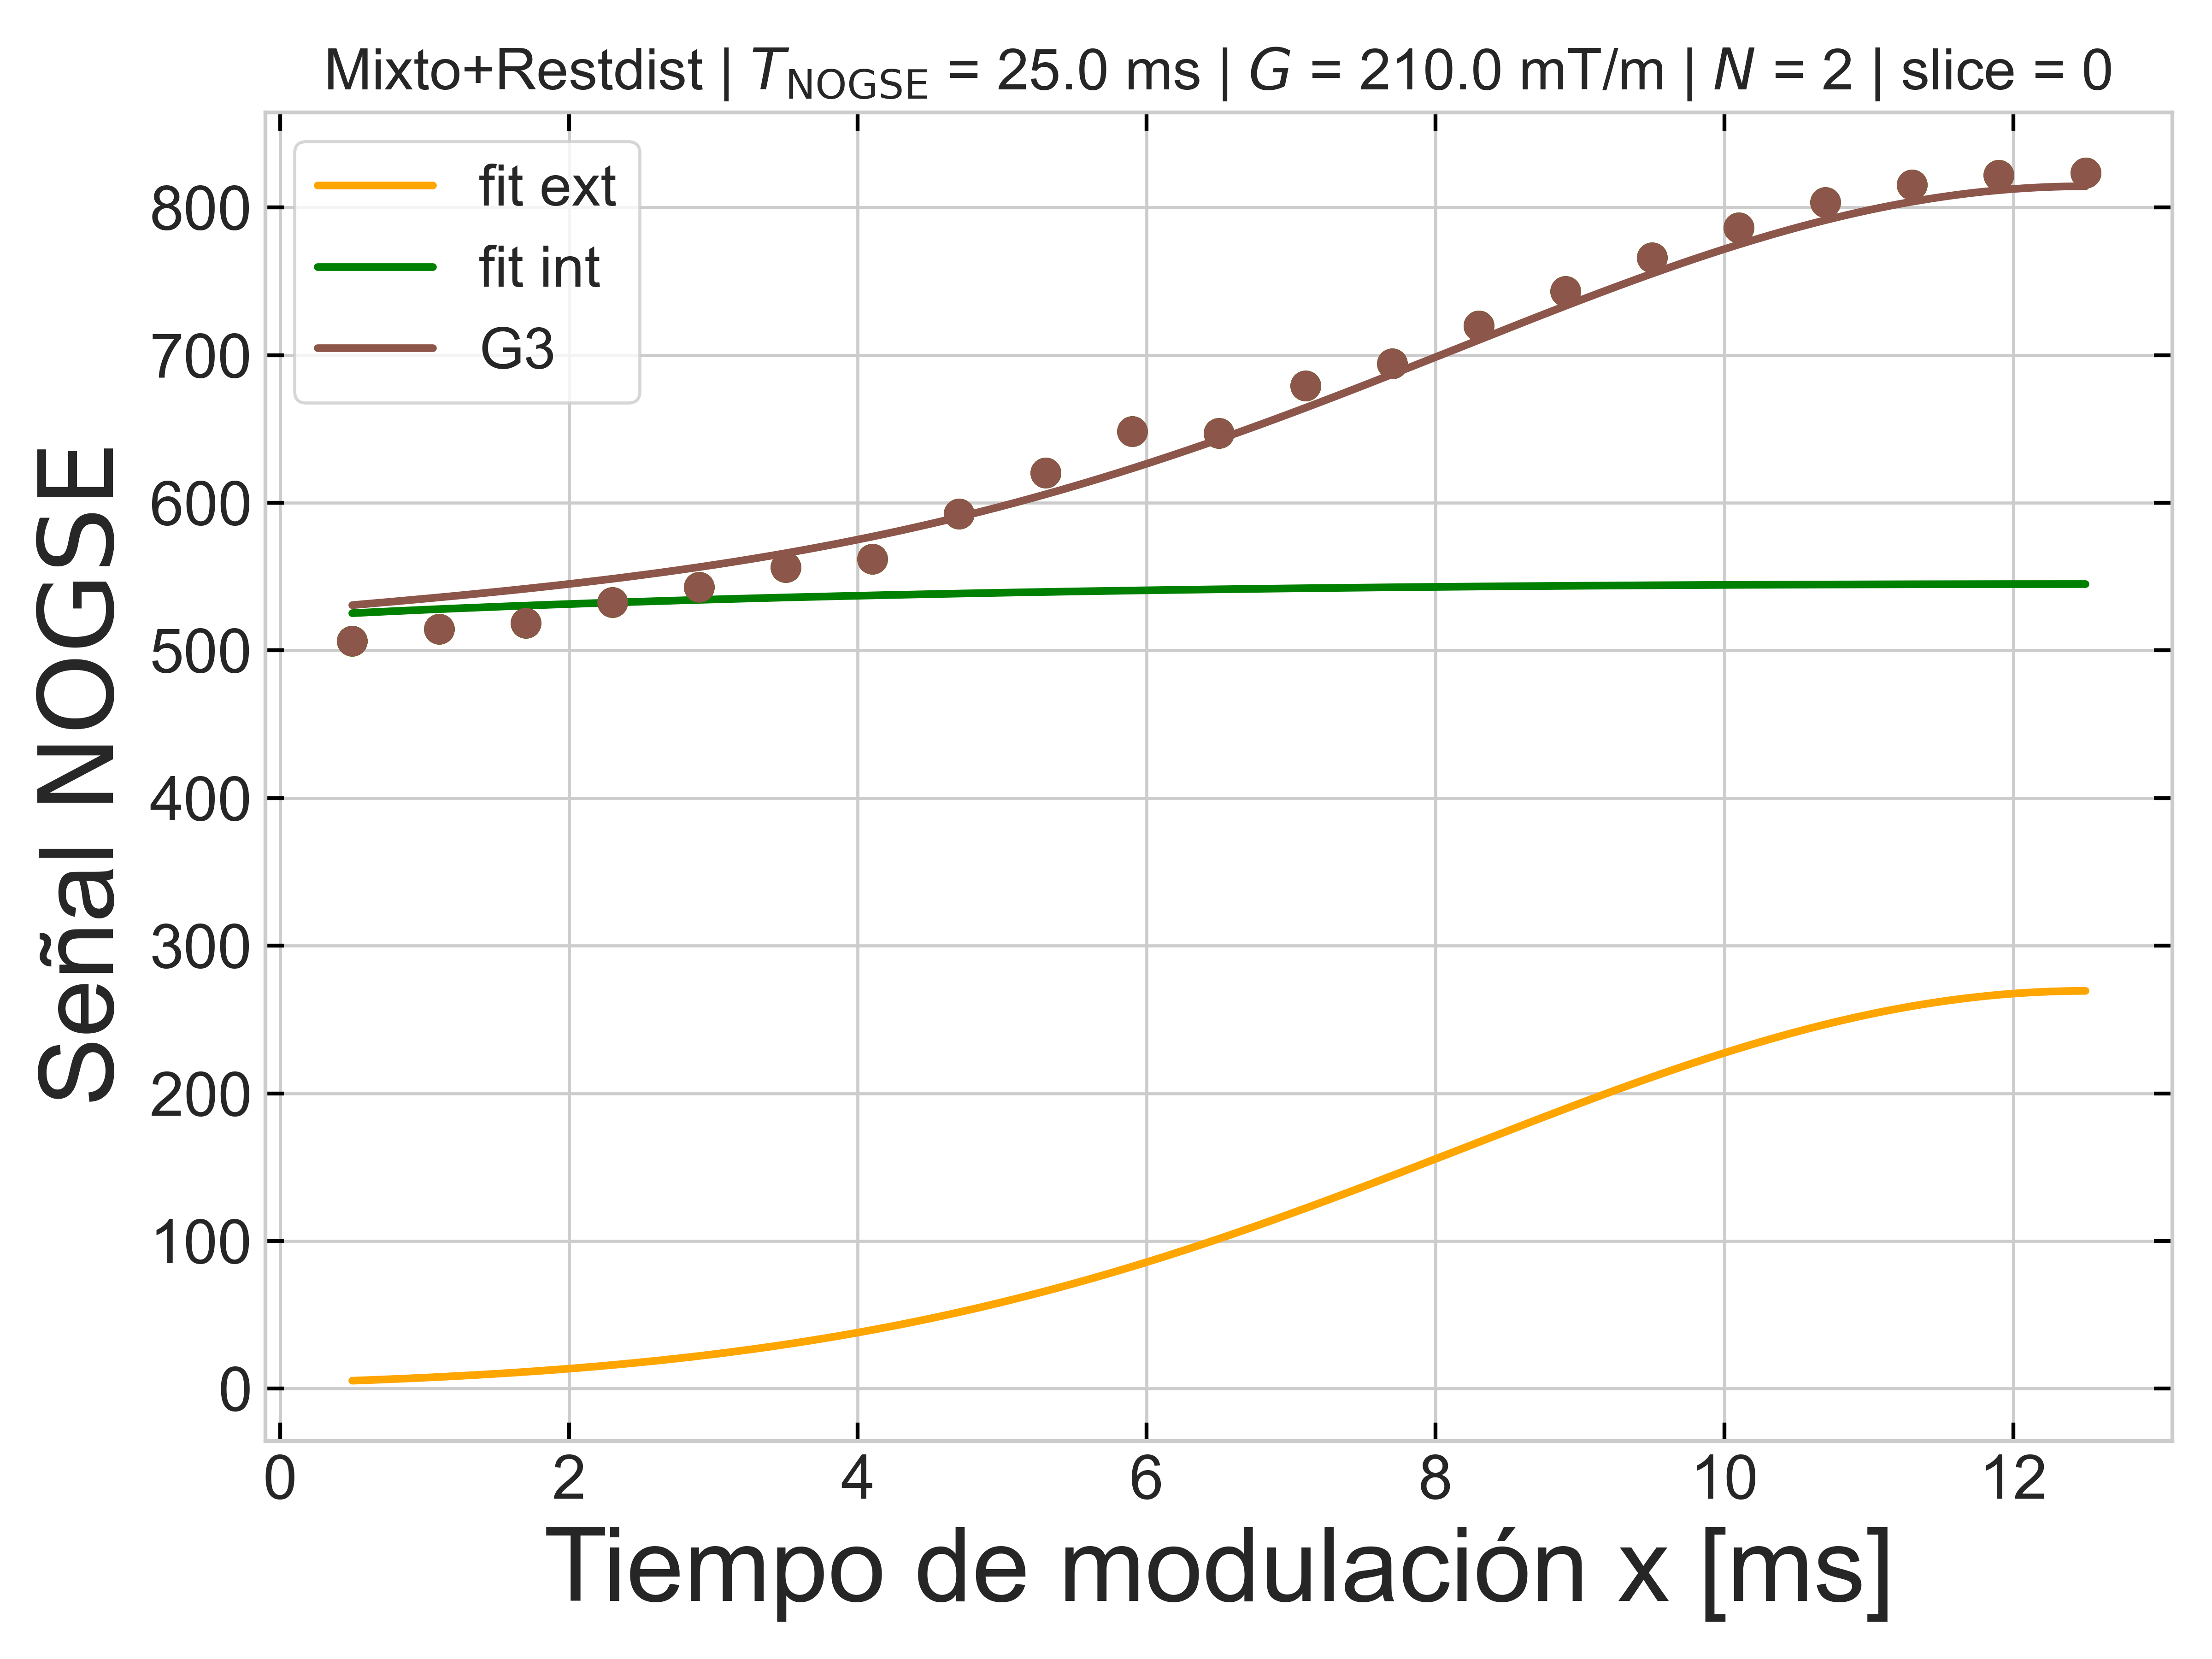 Mixto+Restdist | T_NOGSE = 25.0 ms | G = 210.0 mT/m | N = 2 | slice = 0
fit ext
fit int
G3
Señal NOGSE
800
700
600
500
400
300
200
100
0
0 2 4 6 8 10 12
Tiempo de modulación x [ms]